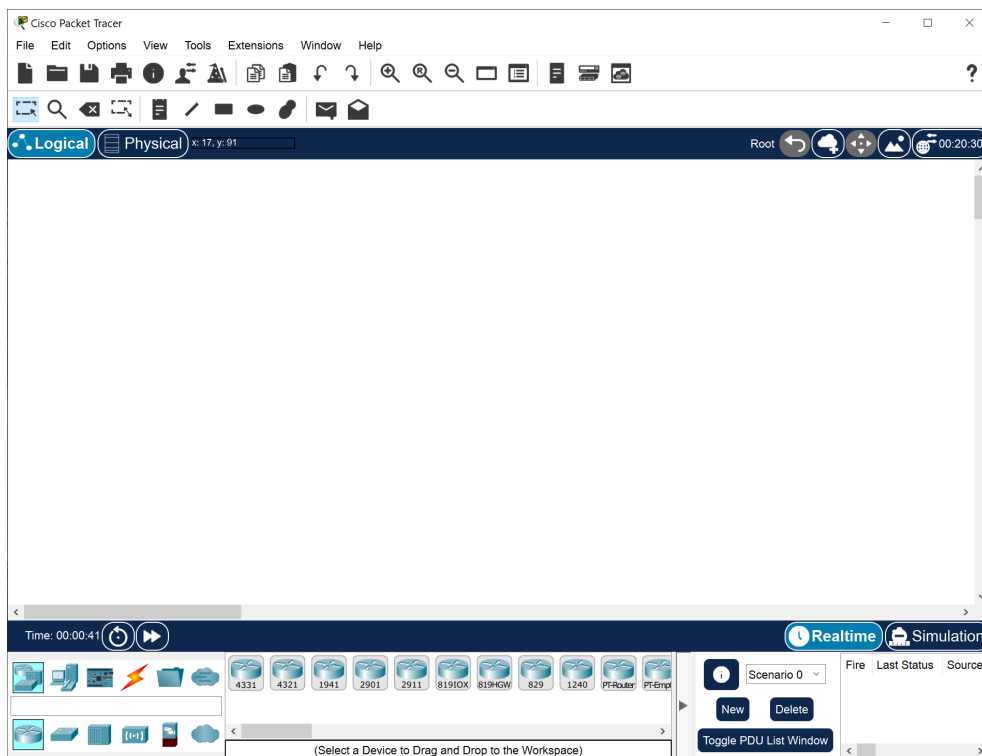 Cisco Packet Tracer
File Edit Options View Tools Extensions Window Help
?
Logical Physical x: 17, y: 91 Root 00:20:30
Time: 00:00:41 Realtime Simulation
4331 4321 1941 2901 2911 819IOX 819HGW 829 1240 PT-Router PT-Empt
(Select a Device to Drag and Drop to the Workspace)
Scenario 0
New Delete
Toggle PDU List Window
Fire Last Status Source